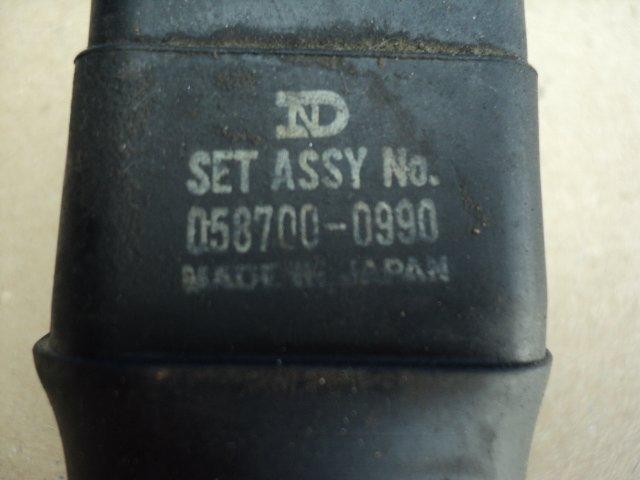 ND
SET ASSY No.
058700-0990
MADE IN JAPAN